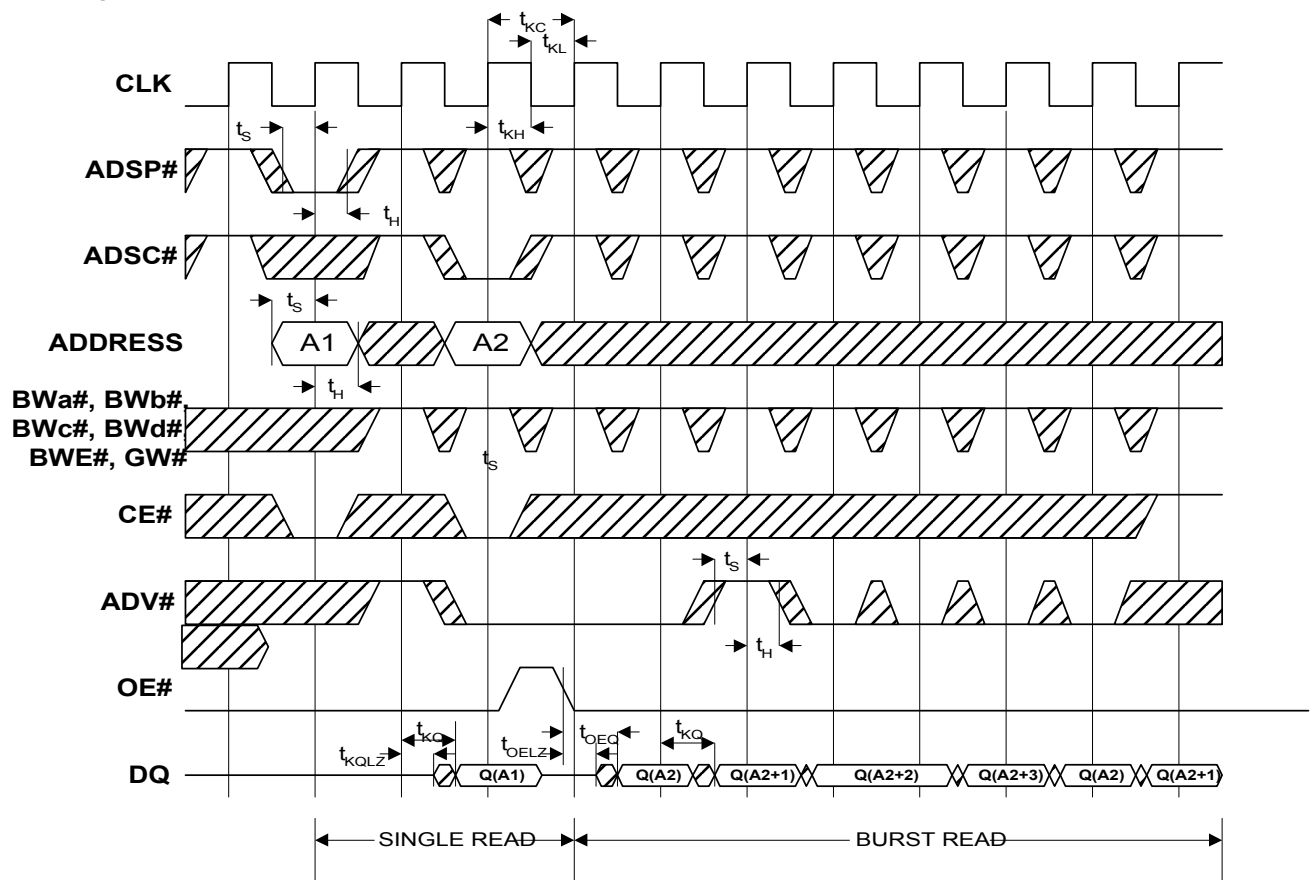 tKC
tKL
CLK
tS
tKH
ADSP#
tH
ADSC#
tS
ADDRESS
A1
A2
tH
BWa#, BWb#,
BWc#, BWd#,
BWE#, GW#
tS
CE#
tS
ADV#
tH
OE#
tKQ
tOEQ
tKQ
tKQLZ
tOELZ
DQ
Q(A1)
Q(A2)
Q(A2+1)
Q(A2+2)
Q(A2+3)
Q(A2)
Q(A2+1)
SINGLE READ
BURST READ